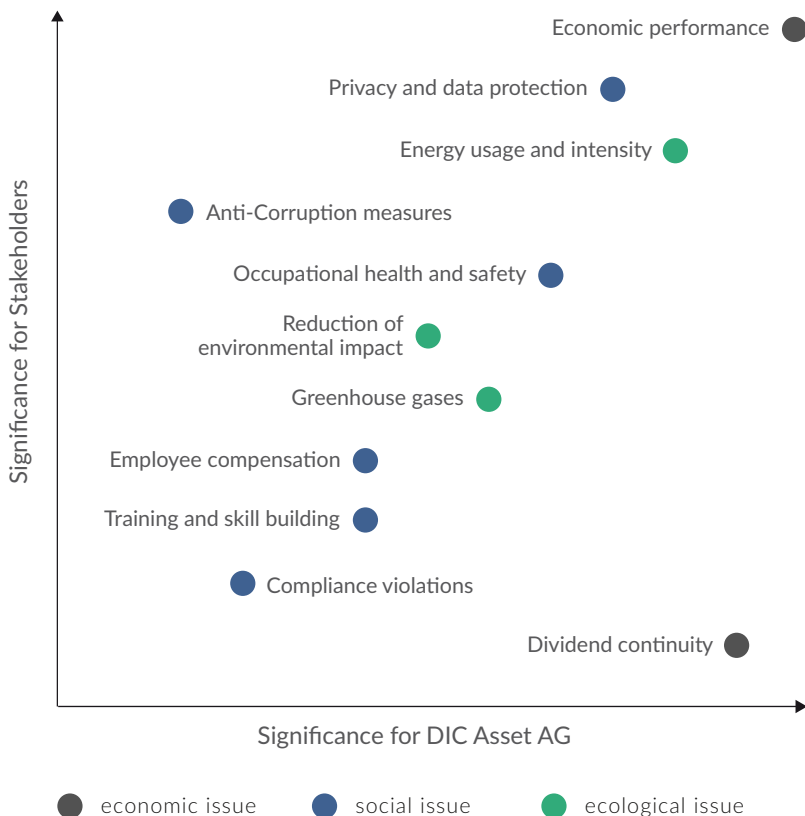 Economic performance
Privacy and data protection
Energy usage and intensity
Anti-Corruption measures
Occupational health and safety
Reduction of
environmental impact
Greenhouse gases
Employee compensation
Training and skill building
Compliance violations
Dividend continuity
Significance for Stakeholders
Significance for DIC Asset AG
economic issue
social issue
ecological issue